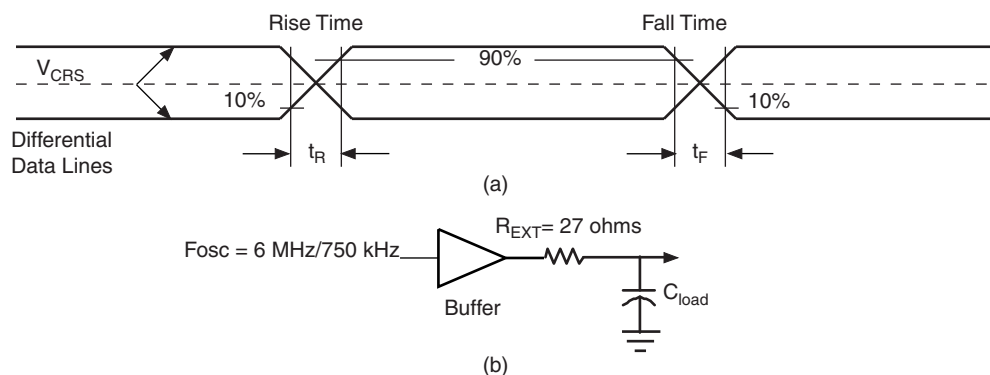 Rise Time
Fall Time
V_CRS
90%
10%
10%
Differential
Data Lines
t_R
t_F
(a)
R_EXT= 27 ohms
Fosc = 6 MHz/750 kHz
Buffer
C_load
(b)